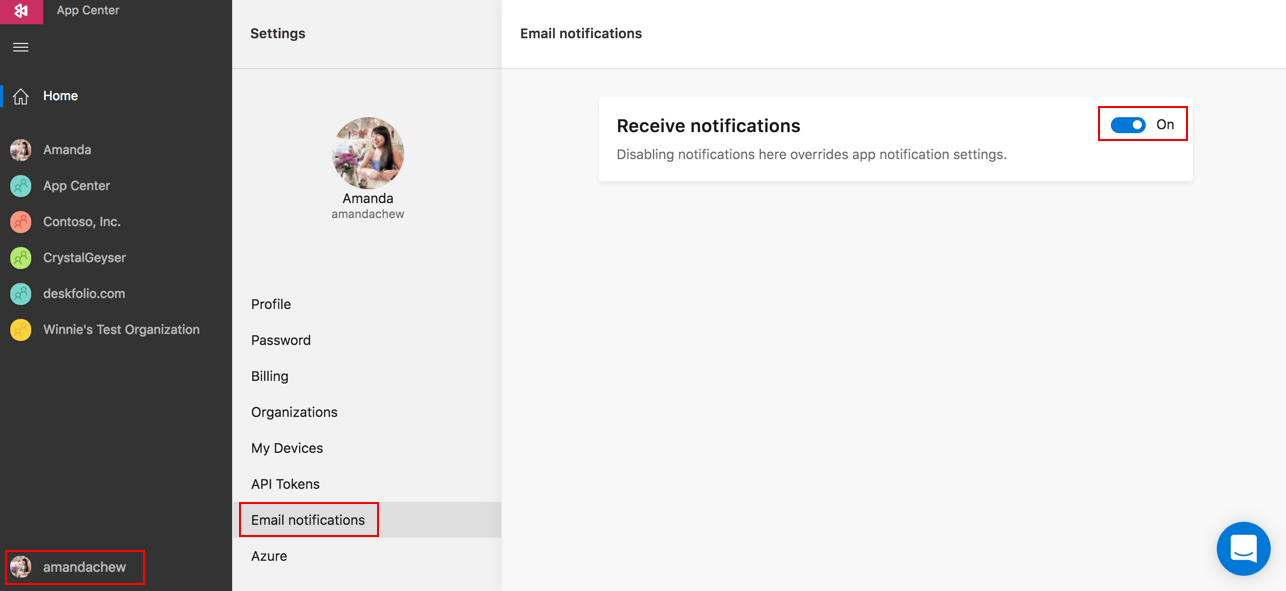 App Center
Home
Amanda
App Center
Contoso, Inc.
CrystalGeyser
deskfolio.com
Winnie's Test Organization
amandachew
Settings
Amanda
amandachew
Profile
Password
Billing
Organizations
My Devices
API Tokens
Email notifications
Azure
Email notifications
Receive notifications
On
Disabling notifications here overrides app notification settings.